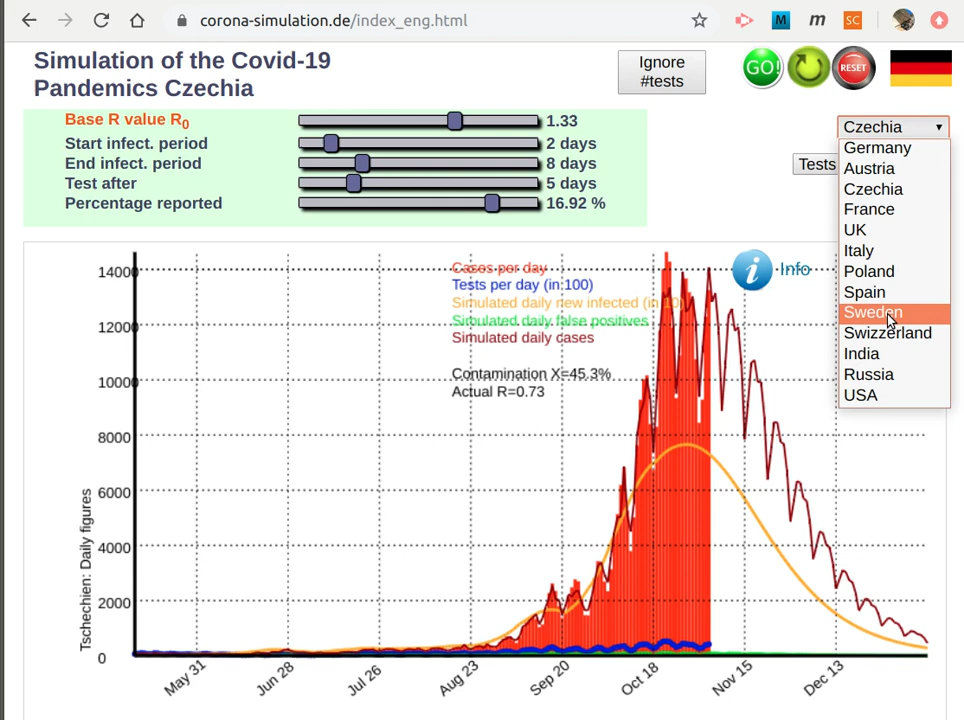 corona-simulation.de/index_eng.html
M
m
SC
Simulation of the Covid-19
Pandemics Czechia
Ignore
#tests
GO!
RESET
Base R value R0
1.33
Start infect. period
2 days
End infect. period
8 days
Test after
5 days
Percentage reported
16.92 %
Czechia
Tests
Germany
Austria
Czechia
France
UK
Italy
Poland
Spain
Sweden
Swizzerland
India
Russia
USA
i
Info
Cases per day
Tests per day (in 100)
Simulated daily new infected (in 10)
Simulated daily false positives
Simulated daily cases
Contamination X=45.3%
Actual R=0.73
14000
12000
10000
8000
6000
4000
2000
0
Tschechien: Daily figures
May 31
Jun 28
Jul 26
Aug 23
Sep 20
Oct 18
Nov 15
Dec 13